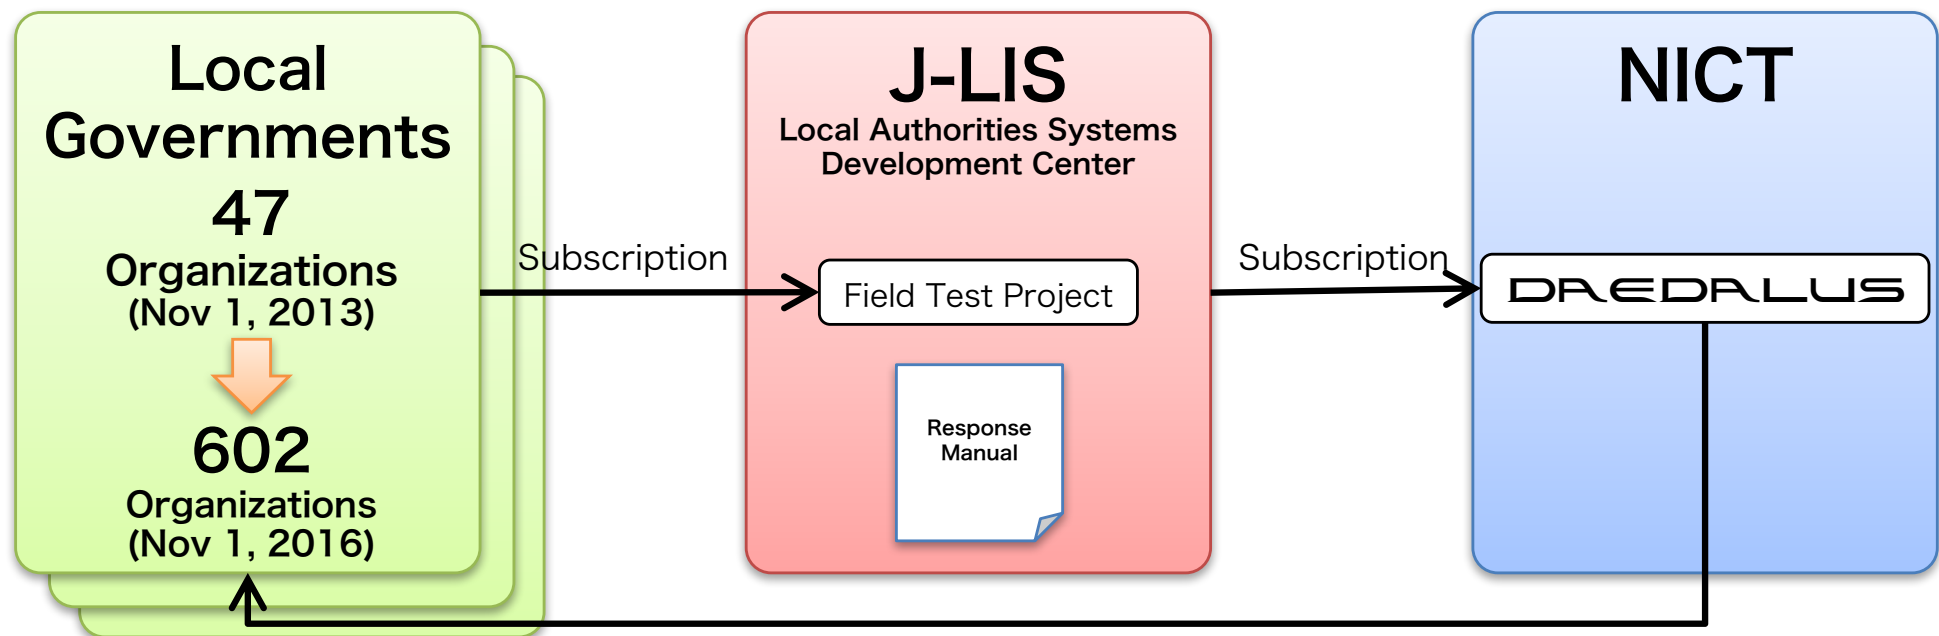 Local
Governments
47
Organizations
(Nov 1, 2013)
602
Organizations
(Nov 1, 2016)
Subscription
J-LIS
Local Authorities Systems
Development Center
Field Test Project
Response
Manual
Subscription
NICT
DAEDALUS